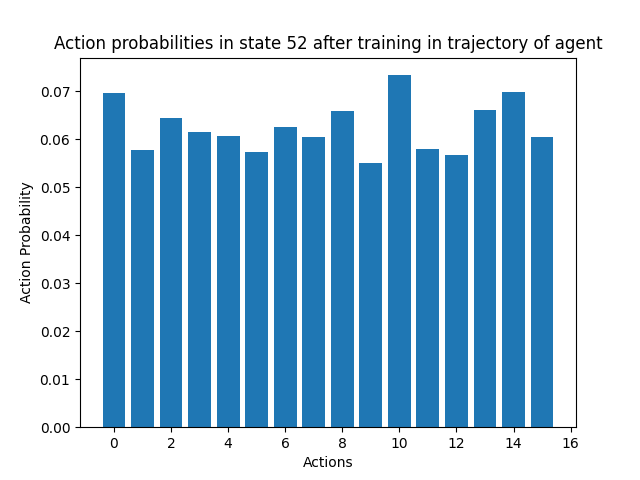 Action probabilities in state 52 after training in trajectory of agent
0.07
0.06
0.05
0.04
0.03
0.02
0.01
0.00
Action Probability
0 2 4 6 8 10 12 14 16
Actions